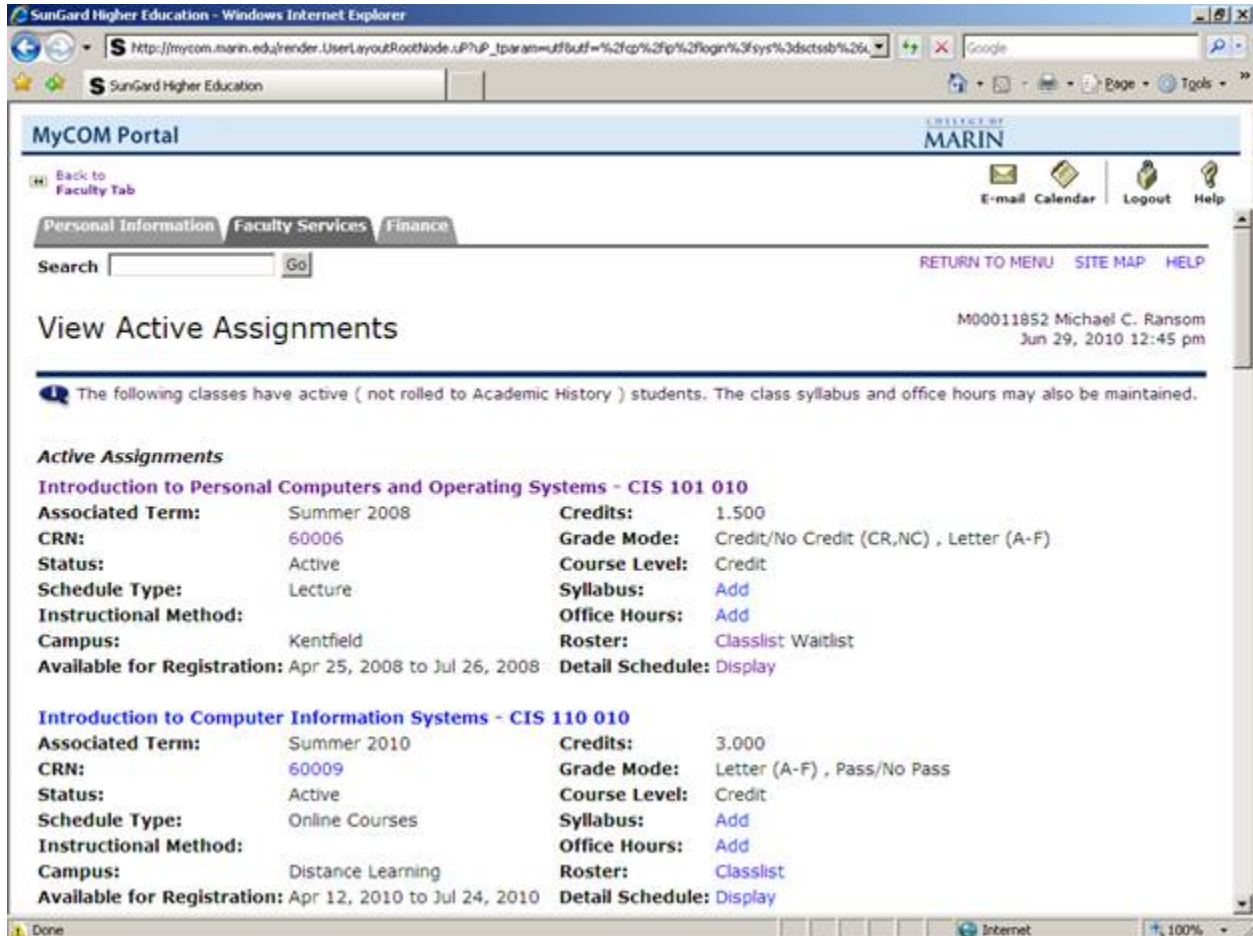 SunGard Higher Education - Windows Internet Explorer
http://mycom.marin.edu/render.UserLayoutRootNode.uP?uP_tparam=utf&utf=%2fcp%2fip%2flogin%3fsys%3dsctssb%26u
Google
SunGard Higher Education
Page Tools
MyCOM Portal
COLLEGE OF
MARIN
Back to
Faculty Tab
E-mail Calendar Logout Help
Personal Information Faculty Services Finance
Search Go RETURN TO MENU SITE MAP HELP
View Active Assignments
M00011852 Michael C. Ransom
Jun 29, 2010 12:45 pm
The following classes have active ( not rolled to Academic History ) students. The class syllabus and office hours may also be maintained.
Active Assignments
Introduction to Personal Computers and Operating Systems - CIS 101 010
Associated Term: Summer 2008 Credits: 1.500
CRN: 60006 Grade Mode: Credit/No Credit (CR,NC) , Letter (A-F)
Status: Active Course Level: Credit
Schedule Type: Lecture Syllabus: Add
Instructional Method: Office Hours: Add
Campus: Kentfield Roster: Classlist Waitlist
Available for Registration: Apr 25, 2008 to Jul 26, 2008 Detail Schedule: Display
Introduction to Computer Information Systems - CIS 110 010
Associated Term: Summer 2010 Credits: 3.000
CRN: 60009 Grade Mode: Letter (A-F) , Pass/No Pass
Status: Active Course Level: Credit
Schedule Type: Online Courses Syllabus: Add
Instructional Method: Office Hours: Add
Campus: Distance Learning Roster: Classlist
Available for Registration: Apr 12, 2010 to Jul 24, 2010 Detail Schedule: Display
Done Internet 100%